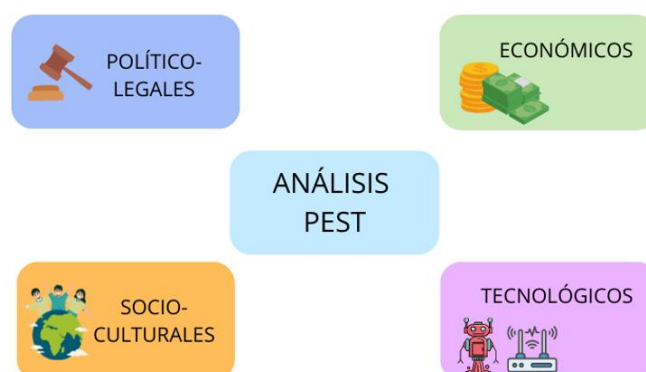 POLÍTICO-
LEGALES
ECONÓMICOS
ANÁLISIS
PEST
SOCIO-
CULTURALES
TECNOLÓGICOS